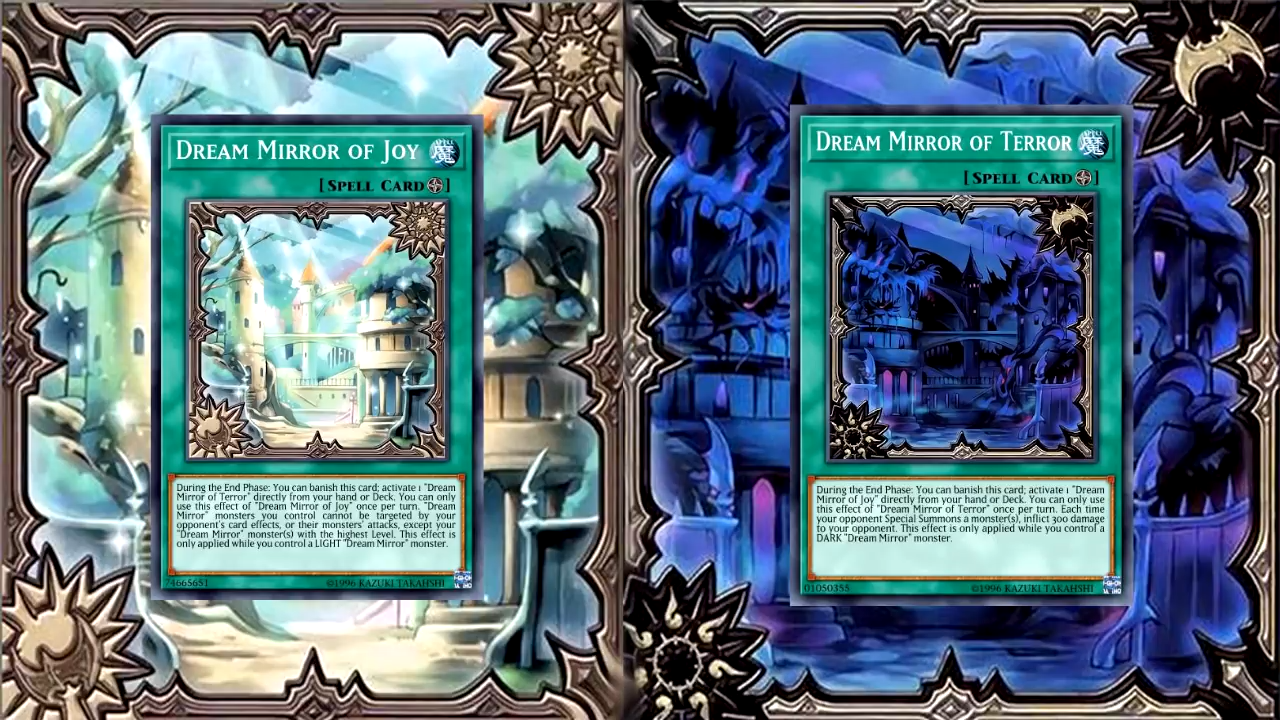 DREAM MIRROR OF JOY 魔
[SPELL CARD]
During the End Phase: You can banish this card; activate 1 "Dream
Mirror of Terror" directly from your hand or Deck. You can only
use this effect of "Dream Mirror of Joy" once per turn. "Dream
Mirror" monsters you control cannot be targeted by your
opponent's card effects, or their monsters' attacks, except your
"Dream Mirror" monster(s) with the highest Level. This effect is
only applied while you control a LIGHT "Dream Mirror" monster.
74665651
©1996 KAZUKI TAKAHSHI
DREAM MIRROR OF TERROR 魔
[SPELL CARD]
During the End Phase: You can banish this card; activate 1 "Dream
Mirror of Joy" directly from your hand or Deck. You can only use
this effect of "Dream Mirror of Terror" once per turn. Each time
your opponent Special Summons a monster(s), inflict 300 damage
to your opponent. This effect is only applied while you control a
DARK "Dream Mirror" monster.
01050355
©1996 KAZUKI TAKAHSHI